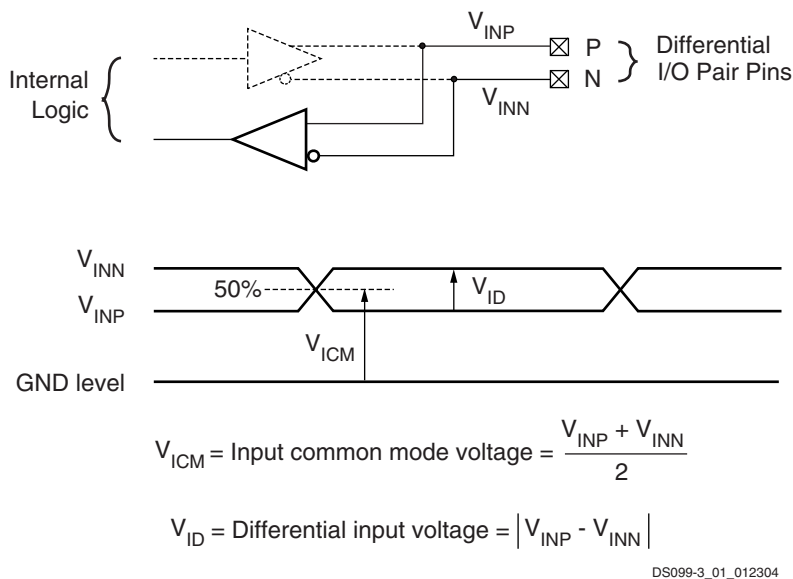 V_INP
P
Differential
Internal
N
I/O Pair Pins
Logic
V_INN
V_INN
50%
V_ID
V_INP
V_ICM
GND level
V_ICM = Input common mode voltage = V_INP + V_INN
2
V_ID = Differential input voltage = |V_INP - V_INN|
DS099-3_01_012304